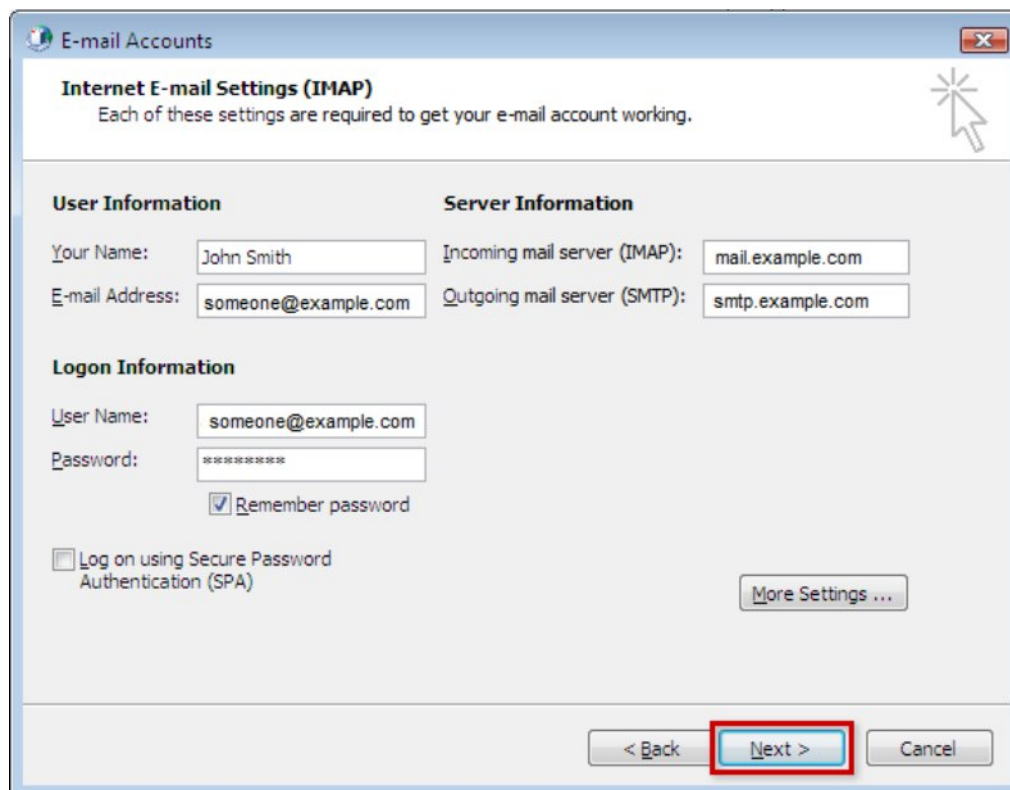 E-mail Accounts
Internet E-mail Settings (IMAP)
Each of these settings are required to get your e-mail account working.
User Information
Your Name: John Smith
E-mail Address: someone@example.com
Server Information
Incoming mail server (IMAP): mail.example.com
Outgoing mail server (SMTP): smtp.example.com
Logon Information
User Name: someone@example.com
Password: ********
Remember password
Log on using Secure Password
Authentication (SPA)
More Settings ...
< Back Next > Cancel